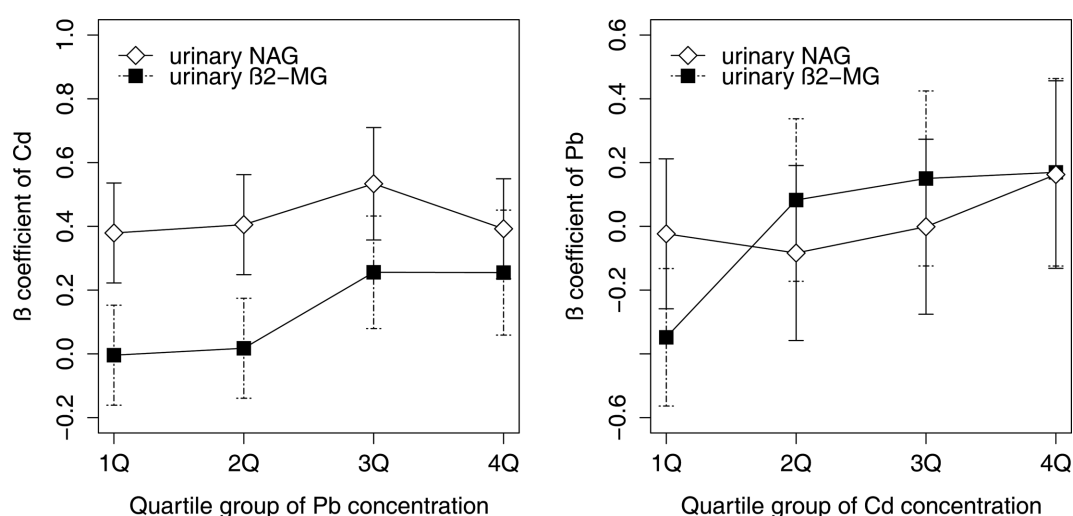 ß coefficient of Cd
1.0
0.8
0.6
0.4
0.2
0.0
−0.2
urinary NAG
urinary ß2−MG
1Q 2Q 3Q 4Q
Quartile group of Pb concentration
ß coefficient of Pb
0.6
0.4
0.2
0.0
−0.2
−0.6
urinary NAG
urinary ß2−MG
1Q 2Q 3Q 4Q
Quartile group of Cd concentration